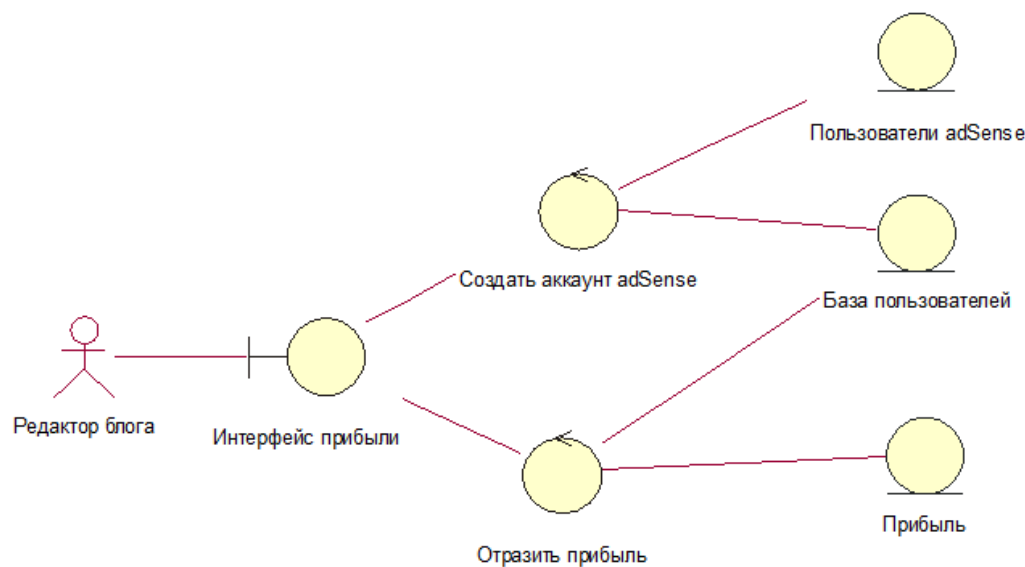 Пользователи adSense
Создать аккаунт adSense
База пользователей
Редактор блога
Интерфейс прибыли
Отразить прибыль
Прибыль